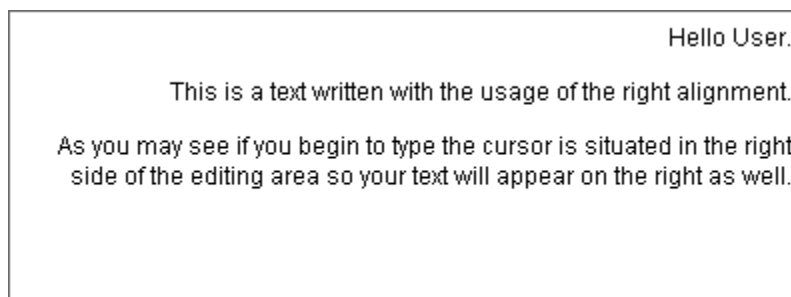 Hello User.
This is a text written with the usage of the right alignment.
As you may see if you begin to type the cursor is situated in the right
side of the editing area so your text will appear on the right as well.